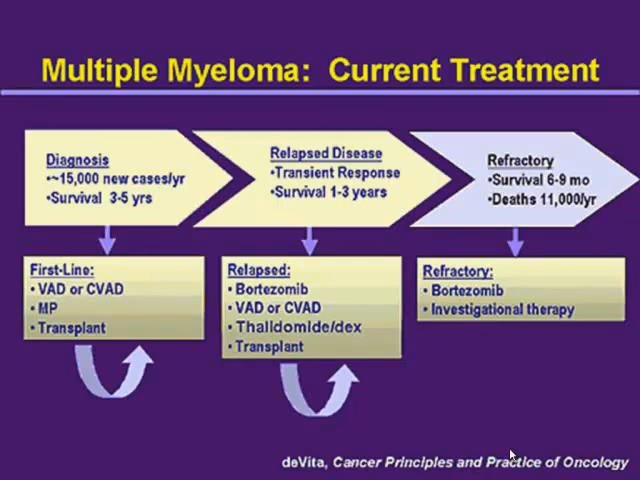 Multiple Myeloma: Current Treatment
Diagnosis
•~15,000 new cases/yr
•Survival 3-5 yrs
Relapsed Disease
•Transient Response
•Survival 1-3 years
Refractory
•Survival 6-9 mo
•Deaths 11,000/yr
First-Line:
• VAD or CVAD
• MP
• Transplant
Relapsed:
• Bortezomib
• VAD or CVAD
• Thalidomide/dex
• Transplant
Refractory:
• Bortezomib
• Investigational therapy
deVita, Cancer Principles and Practice of Oncology